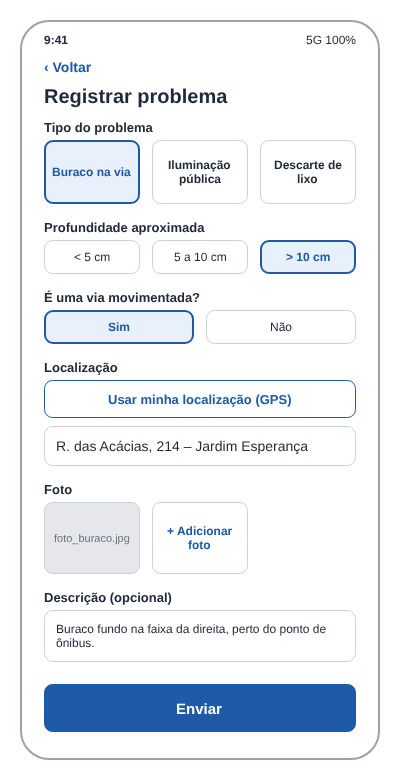 9:41 5G 100%
‹ Voltar
Registrar problema
Tipo do problema
Buraco na via
Iluminação
pública
Descarte de
lixo
Profundidade aproximada
< 5 cm
5 a 10 cm
> 10 cm
É uma via movimentada?
Sim
Não
Localização
Usar minha localização (GPS)
R. das Acácias, 214 – Jardim Esperança
Foto
foto_buraco.jpg
+ Adicionar
foto
Descrição (opcional)
Buraco fundo na faixa da direita, perto do ponto de
ônibus.
Enviar